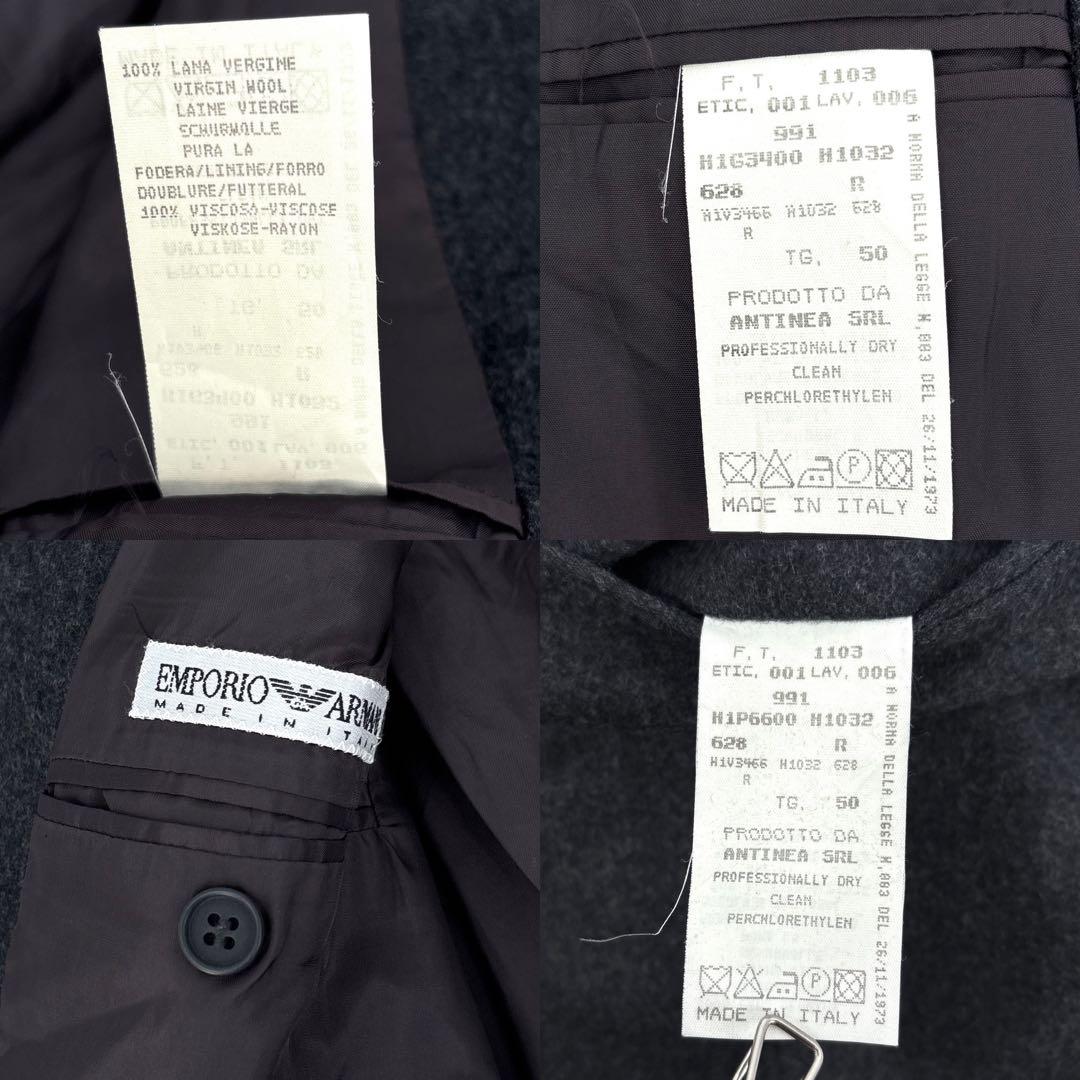 100% LANA VERGINE
VIRGIN WOOL
LAINE VIERGE
SCHURWOLLE
PURA LA
FODERA/LINING/FORRO
DOUBLURE/FUTTERAL
100% VISCOSA-VISCOSE
VISKOSE-RAYON
F.T. 1103
ETIC. 001 LAV. 006
991
H1G3400 H1032
628 R
H1V3466 H1032 628
R
TG. 50
PRODOTTO DA
ANTINEA SRL
PROFESSIONALLY DRY
CLEAN
PERCHLORETHYLEN
P
MADE IN ITALY
A NORMA DELLA LEGGE N.883 DEL 26/11/1973
EMPORIO ARMAN
MADE IN ITAL
F.T. 1103
ETIC. 001 LAV. 006
991
H1P6600 H1032
628 R
H1V3466 H1032 628
R
TG. 50
PRODOTTO DA
ANTINEA SRL
PROFESSIONALLY DRY
CLEAN
PERCHLORETHYLEN
P
MADE IN ITALY
A NORMA DELLA LEGGE N.883 DEL 26/11/1973